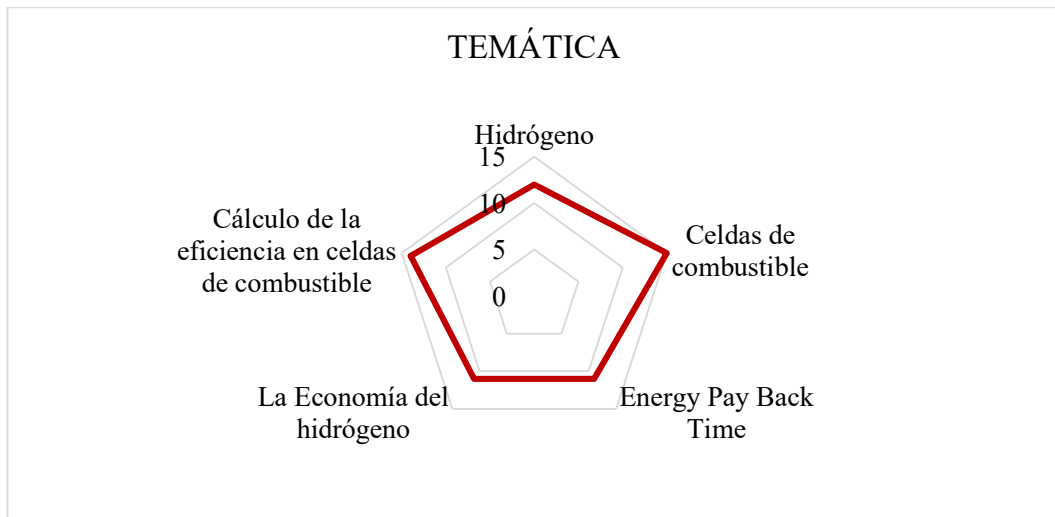 TEMÁTICA
Hidrógeno
15
10
5
0
Celdas de
combustible
Energy Pay Back
Time
La Economía del
hidrógeno
Cálculo de la
eficiencia en celdas
de combustible